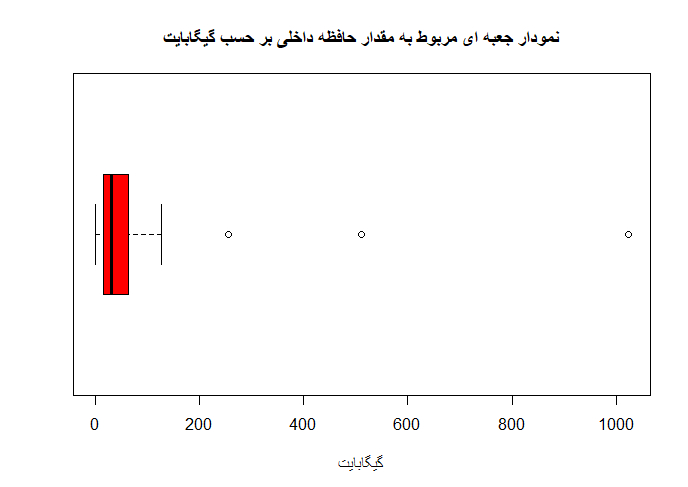 نمودار جعبه ای مربوط به مقدار حافظه داخلی بر حسب گیگابایت
0 200 400 600 800 1000
گیگابایت